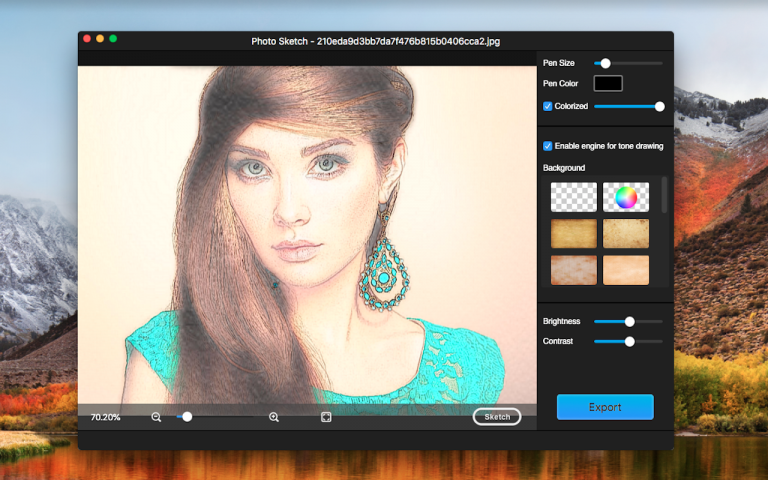 Photo Sketch - 210eda9d3bb7da7f476b815b0406cca2.jpg
Pen Size
Pen Color
Colorized
Enable engine for tone drawing
Background
Brightness
Contrast
Export
70.20%
Sketch